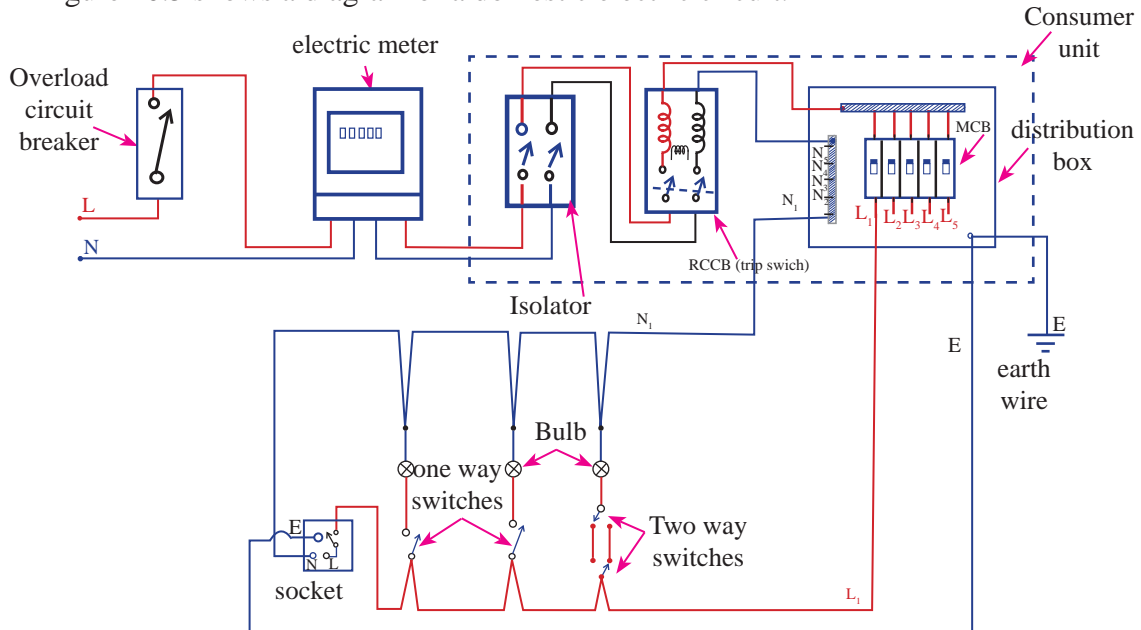 Consumer
unit
electric meter
Overload
circuit
breaker
MCB
distribution
box
L
N
N
N
N
N
N₁
L₁
L₂
L₃
L₄
L₅
RCCB (trip swich)
Isolator
N₁
E
E
earth
wire
Bulb
one way
switches
Two way
switches
E
N
L
socket
L₁